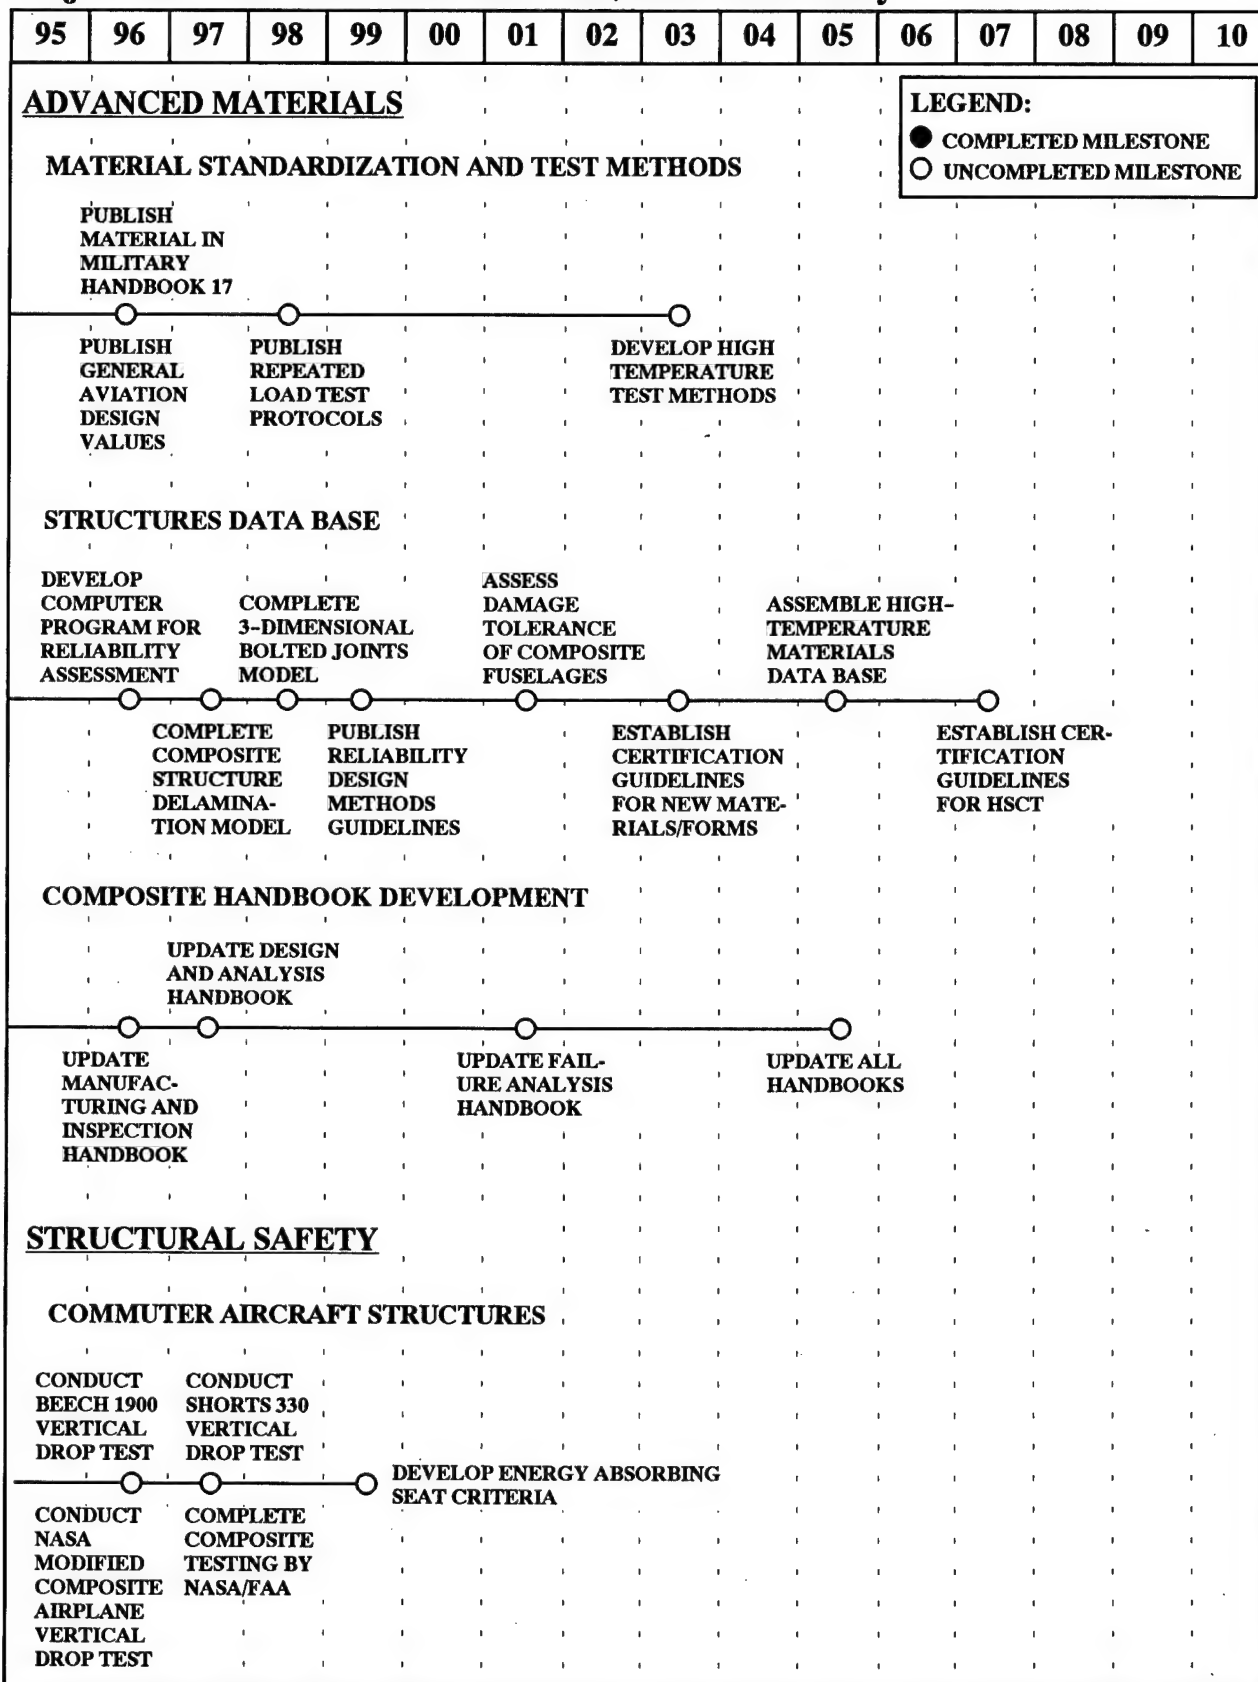 95 96 97 98 99 00 01 02 03 04 05 06 07 08 09 10
ADVANCED MATERIALS
LEGEND:
COMPLETED MILESTONE
UNCOMPLETED MILESTONE
MATERIAL STANDARDIZATION AND TEST METHODS
PUBLISH
MATERIAL IN
MILITARY
HANDBOOK 17
PUBLISH
GENERAL
AVIATION
DESIGN
VALUES
PUBLISH
REPEATED
LOAD TEST
PROTOCOLS
DEVELOP HIGH
TEMPERATURE
TEST METHODS
STRUCTURES DATA BASE
DEVELOP
COMPUTER
PROGRAM FOR
RELIABILITY
ASSESSMENT
COMPLETE
3-DIMENSIONAL
BOLTED JOINTS
MODEL
ASSESS
DAMAGE
TOLERANCE
OF COMPOSITE
FUSELAGES
ASSEMBLE HIGH-
TEMPERATURE
MATERIALS
DATA BASE
COMPLETE
COMPOSITE
STRUCTURE
DELAMINA-
TION MODEL
PUBLISH
RELIABILITY
DESIGN
METHODS
GUIDELINES
ESTABLISH
CERTIFICATION
GUIDELINES
FOR NEW MATE-
RIALS/FORMS
ESTABLISH CER-
TIFICATION
GUIDELINES
FOR HSCT
COMPOSITE HANDBOOK DEVELOPMENT
UPDATE DESIGN
AND ANALYSIS
HANDBOOK
UPDATE
MANUFAC-
TURING AND
INSPECTION
HANDBOOK
UPDATE FAIL-
URE ANALYSIS
HANDBOOK
UPDATE ALL
HANDBOOKS
STRUCTURAL SAFETY
COMMUTER AIRCRAFT STRUCTURES
CONDUCT
BEECH 1900
VERTICAL
DROP TEST
CONDUCT
SHORTS 330
VERTICAL
DROP TEST
DEVELOP ENERGY ABSORBING
SEAT CRITERIA
CONDUCT
NASA
MODIFIED
COMPOSITE
AIRPLANE
VERTICAL
DROP TEST
COMPLETE
COMPOSITE
TESTING BY
NASA/FAA